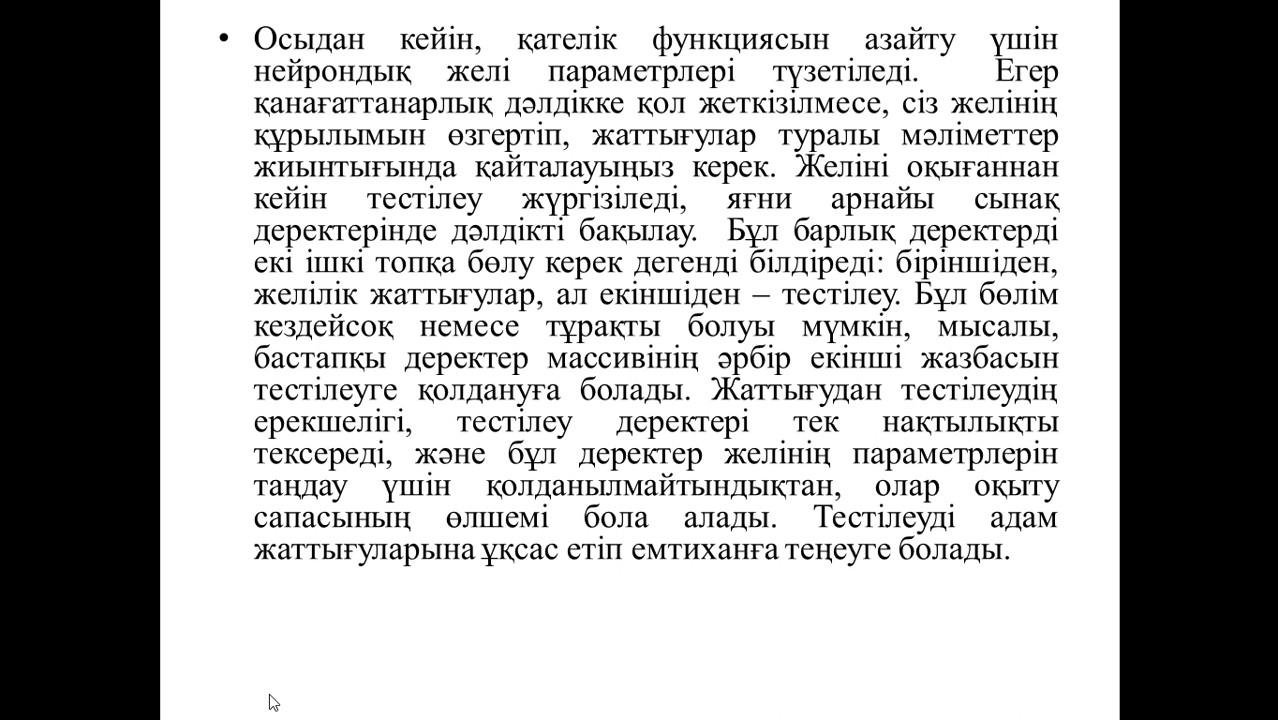 • Осыдан кейін, қателік функциясын азайту үшін
нейрондық желі параметрлері түзетіледі. Егер
қанағаттанарлық дәлдікке қол жеткізілмесе, сіз желінің
құрылымын өзгертіп, жаттығулар туралы мәліметтер
жиынтығында қайталауыңыз керек. Желіні оқығаннан
кейін тестілеу жүргізіледі, яғни арнайы сынақ
деректерінде дәлдікті бақылау. Бұл барлық деректерді
екі ішкі топқа бөлу керек дегенді білдіреді: біріншіден,
желілік жаттығулар, ал екіншіден – тестілеу. Бұл бөлім
кездейсоқ немесе тұрақты болуы мүмкін, мысалы,
бастапқы деректер массивінің әрбір екінші жазбасын
тестілеуге қолдануға болады. Жаттығудан тестілеудің
ерекшелігі, тестілеу деректері тек нақтылықты
тексереді, және бұл деректер желінің параметрлерін
таңдау үшін қолданылмайтындықтан, олар оқыту
сапасының өлшемі бола алады. Тестілеуді адам
жаттығуларына ұқсас етіп емтиханға теңеуге болады.